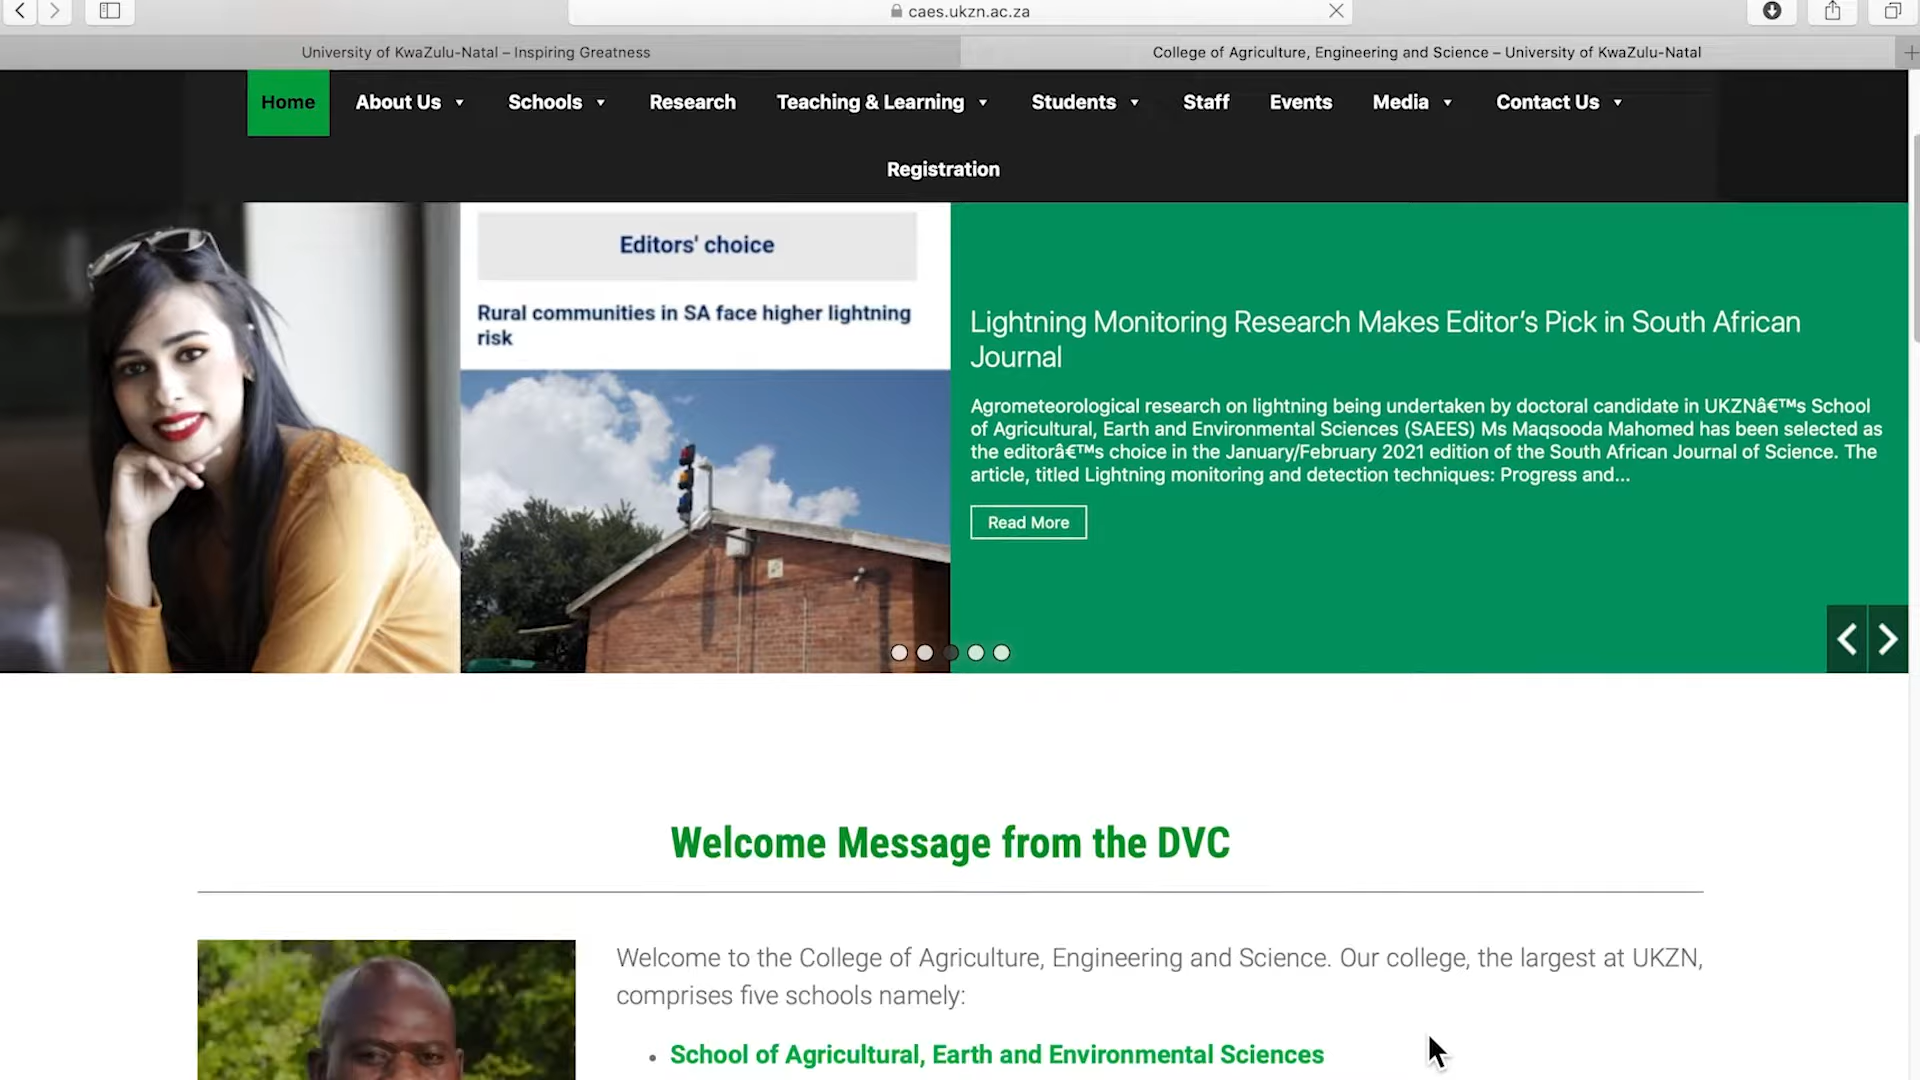 caes.ukzn.ac.za
University of KwaZulu-Natal – Inspiring Greatness
College of Agriculture, Engineering and Science – University of KwaZulu-Natal
Home About Us Schools Research Teaching & Learning Students Staff Events Media Contact Us
Registration
Editors' choice
Rural communities in SA face higher lightning
risk
Lightning Monitoring Research Makes Editor’s Pick in South African
Journal
Agrometeorological research on lightning being undertaken by doctoral candidate in UKZNâ€™s School
of Agricultural, Earth and Environmental Sciences (SAEES) Ms Maqsooda Mahomed has been selected as
the editorâ€™s choice in the January/February 2021 edition of the South African Journal of Science. The
article, titled Lightning monitoring and detection techniques: Progress and...
Read More
Welcome Message from the DVC
Welcome to the College of Agriculture, Engineering and Science. Our college, the largest at UKZN,
comprises five schools namely:
• School of Agricultural, Earth and Environmental Sciences